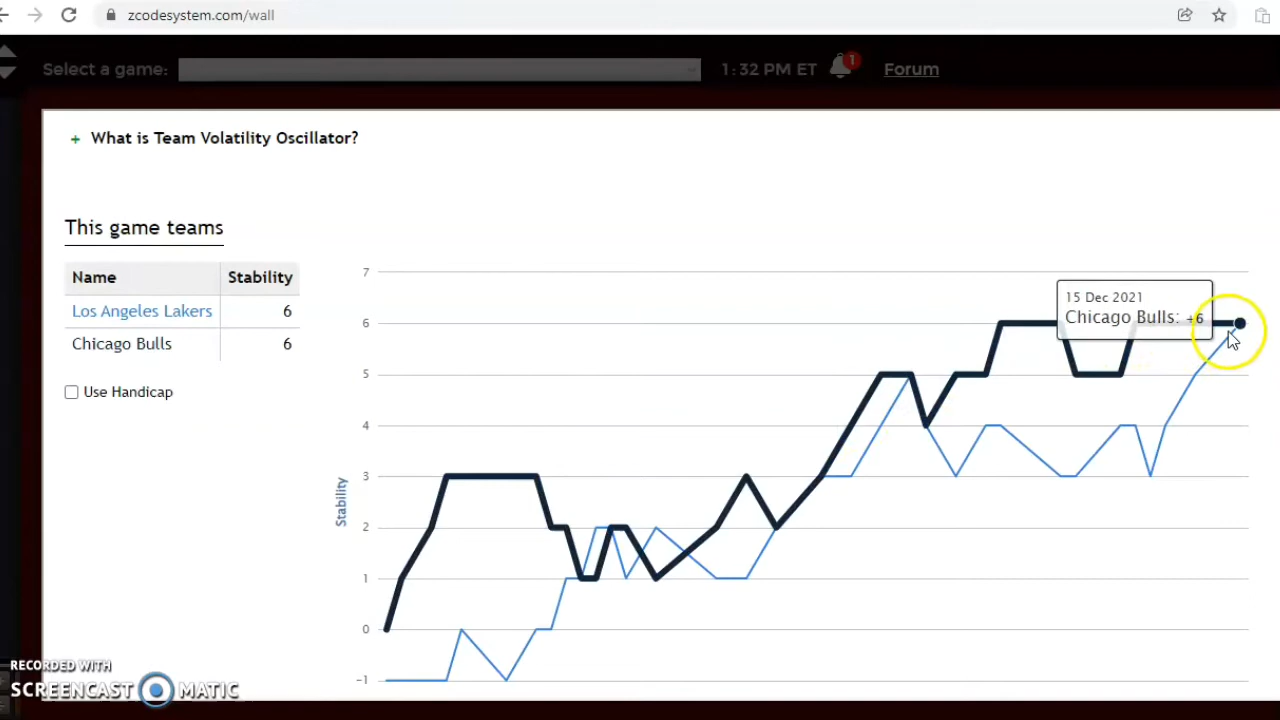 zcodesystem.com/wall
Select a game:
1:32 PM ET
1
Forum
+ What is Team Volatility Oscillator?
This game teams
Name Stability
Los Angeles Lakers 6
Chicago Bulls 6
Use Handicap
Stability
7
6
5
4
3
2
1
0
-1
15 Dec 2021
Chicago Bulls: +6
RECORDED WITH
SCREENCAST MATIC